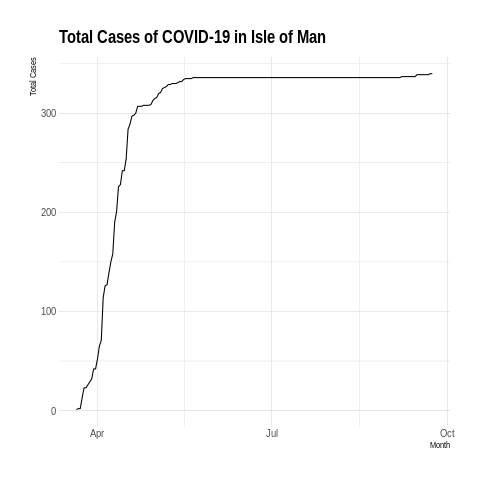 Total Cases of COVID-19 in Isle of Man
Total Cases
300
200
100
0
Apr
Jul
Oct
Month